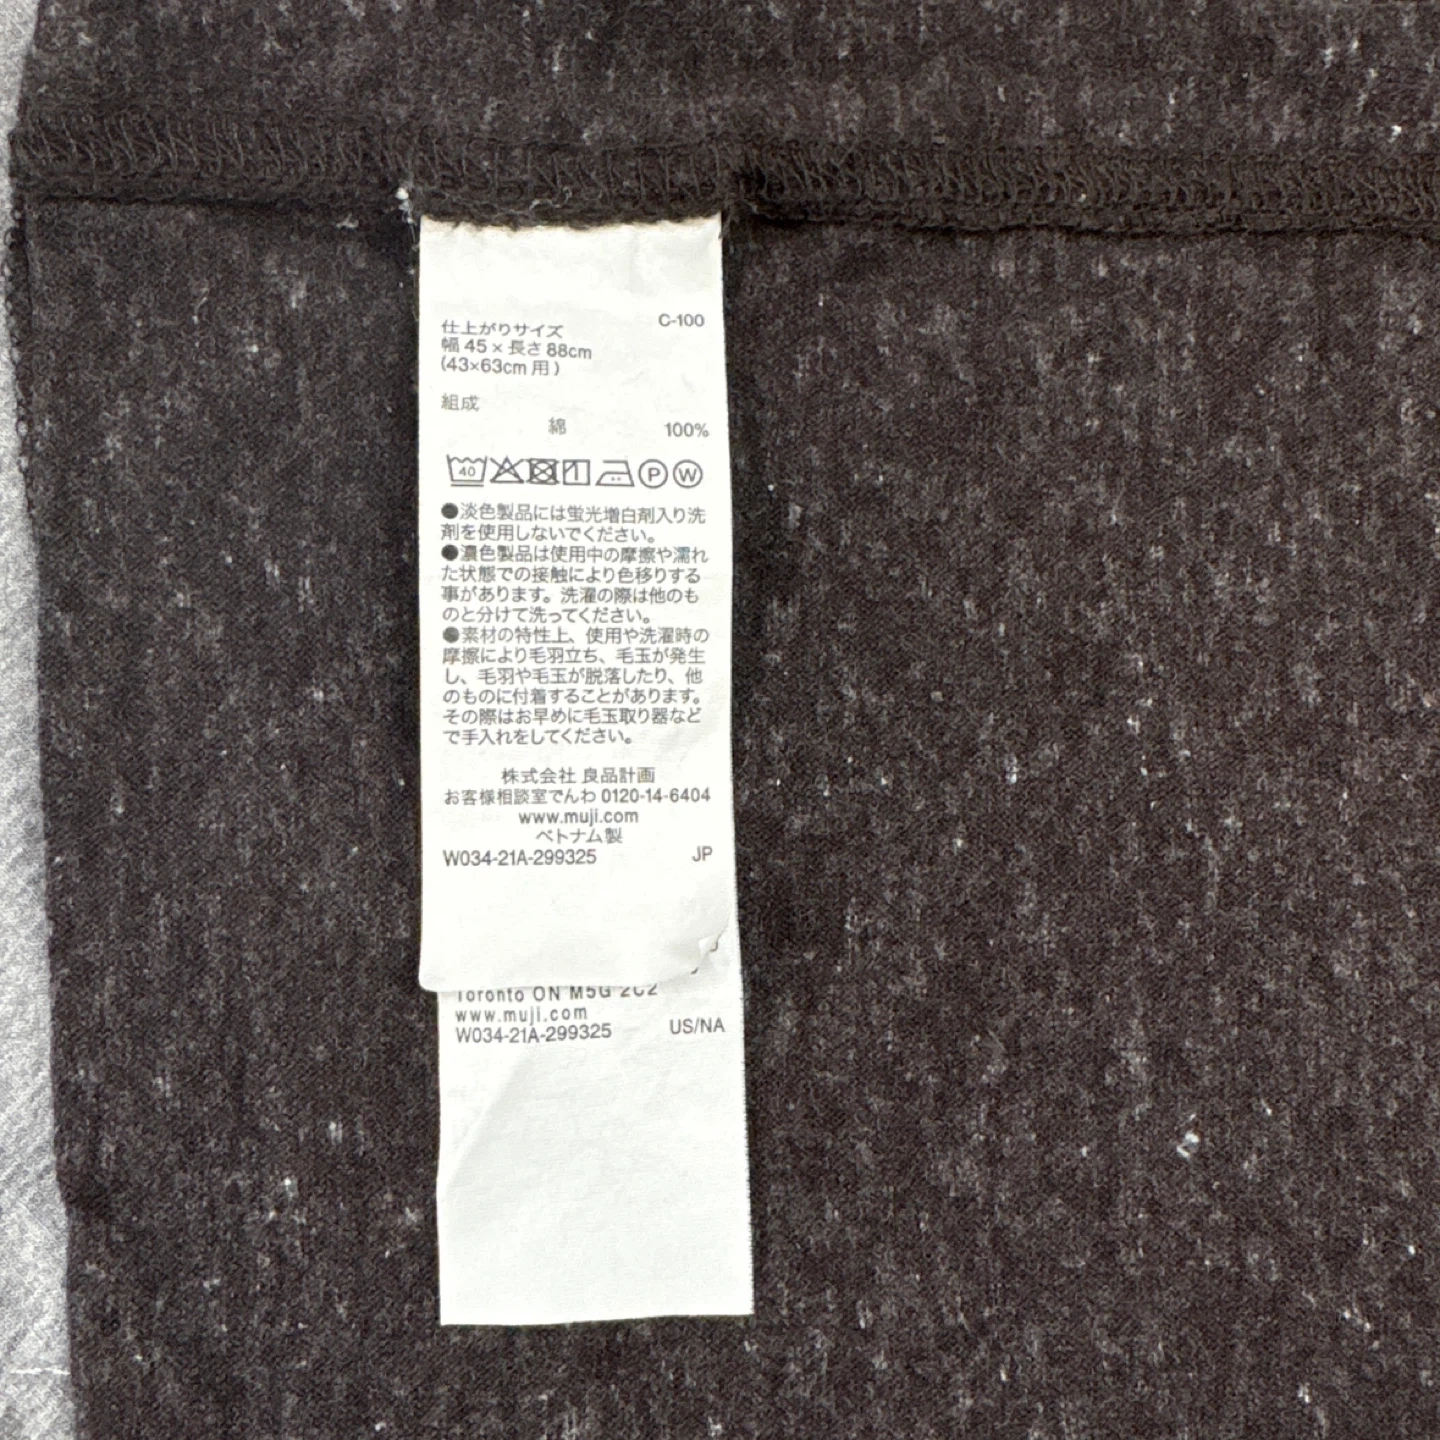 C-100
仕上がりサイズ
幅 45 × 長さ 88cm
(43×63cm 用)
組成
綿 100%
40 P W
●淡色製品には蛍光増白剤入り洗
剤を使用しないでください。
●濃色製品は使用中の摩擦や濡れ
た状態での接触により色移りする
事があります。洗濯の際は他のも
のと分けて洗ってください。
●素材の特性上、使用や洗濯時の
摩擦により毛羽立ち、毛玉が発生
し、毛羽や毛玉が脱落したり、他
のものに付着することがあります。
その際はお早めに毛玉取り器など
で手入れをしてください。
株式会社 良品計画
お客様相談室でんわ 0120-14-6404
www.muji.com
ベトナム製
W034-21A-299325 JP
Toronto ON M5G 2C2
www.muji.com
W034-21A-299325 US/NA